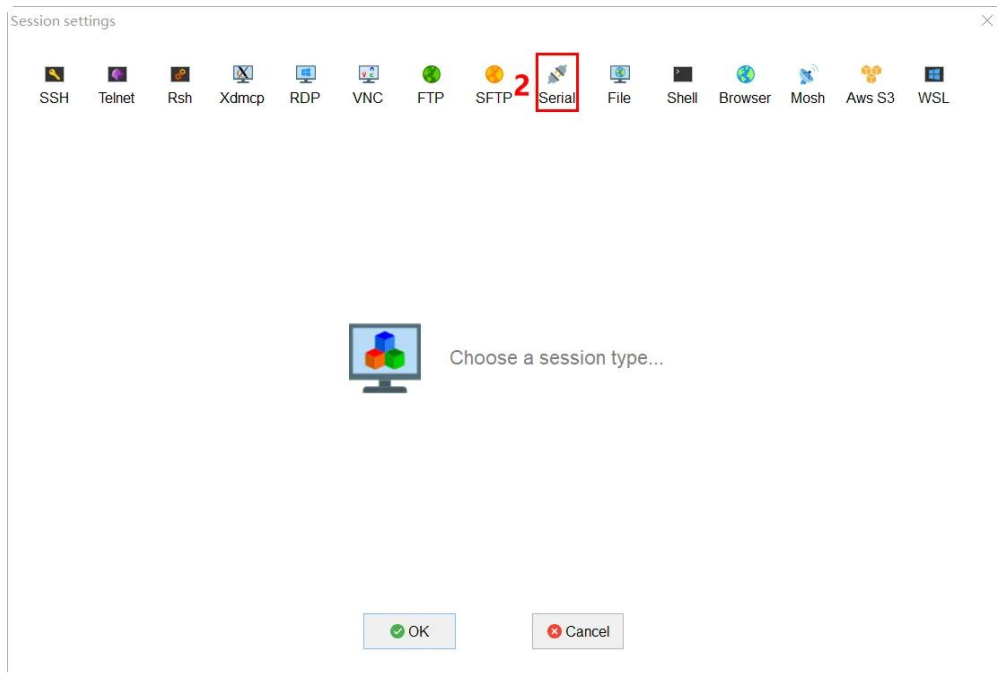 Session settings
SSH Telnet Rsh Xdmcp RDP VNC FTP SFTP 2 Serial File Shell Browser Mosh Aws S3 WSL
Choose a session type...
OK Cancel